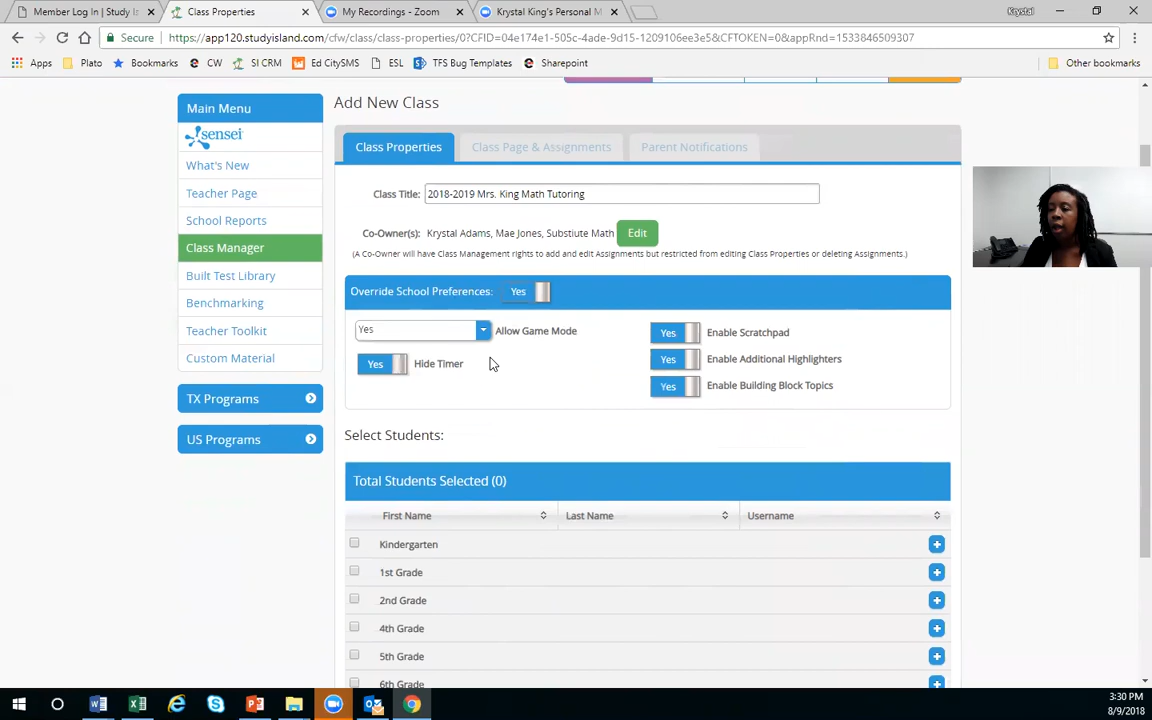 Member Log In | Study Is
Class Properties
My Recordings - Zoom
Krystal King's Personal M
Krystal
Secure
https://app120.studyisland.com/cfw/class/class-properties/0?CFID=04e174e1-505c-4ade-9d15-1209106ee3e5&CFTOKEN=0&appRnd=1533846509307
Apps
Plato
Bookmarks
CW
SI CRM
Ed CitySMS
ESL
TFS Bug Templates
Sharepoint
Other bookmarks
Main Menu
sensei
What's New
Teacher Page
School Reports
Class Manager
Built Test Library
Benchmarking
Teacher Toolkit
Custom Material
TX Programs
US Programs
Add New Class
Class Properties
Class Page & Assignments
Parent Notifications
Class Title: 2018-2019 Mrs. King Math Tutoring
Co-Owner(s): Krystal Adams, Mae Jones, Substiute Math Edit
(A Co-Owner will have Class Management rights to add and edit Assignments but restricted from editing Class Properties or deleting Assignments.)
Override School Preferences: Yes
Yes Allow Game Mode
Yes Hide Timer
Yes Enable Scratchpad
Yes Enable Additional Highlighters
Yes Enable Building Block Topics
Select Students:
Total Students Selected (0)
First Name Last Name Username
Kindergarten
1st Grade
2nd Grade
4th Grade
5th Grade
6th Grade
3:30 PM
8/9/2018